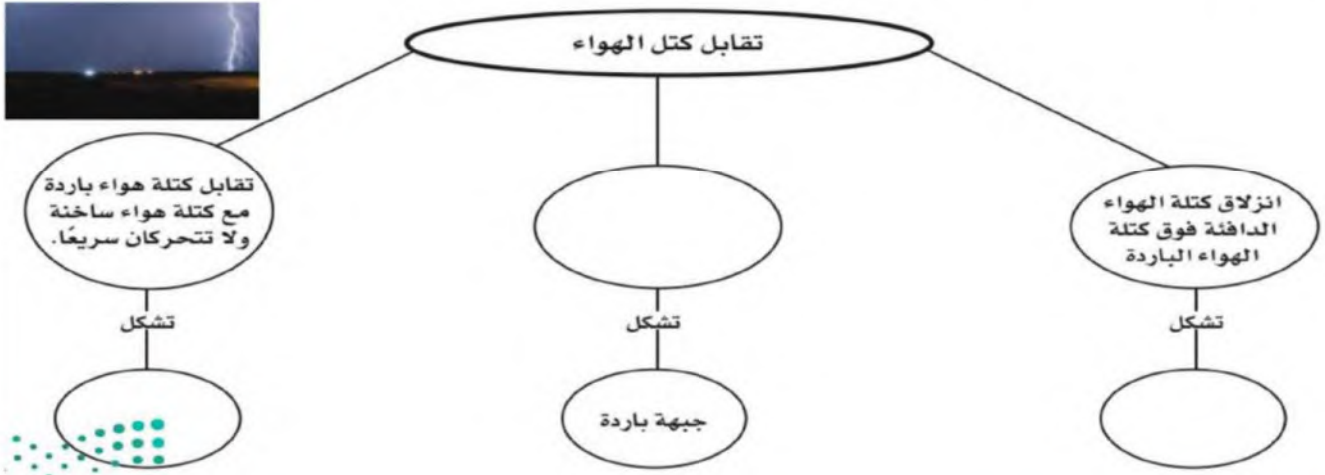 تقابل كتل الهواء
انزلاق كتلة الهواء
الدافئة فوق كتلة
الهواء الباردة
تقابل كتلة هواء باردة
مع كتلة هواء ساخنة
ولا تتحركان سريعًا.
تشكل
تشكل
تشكل
جبهة باردة